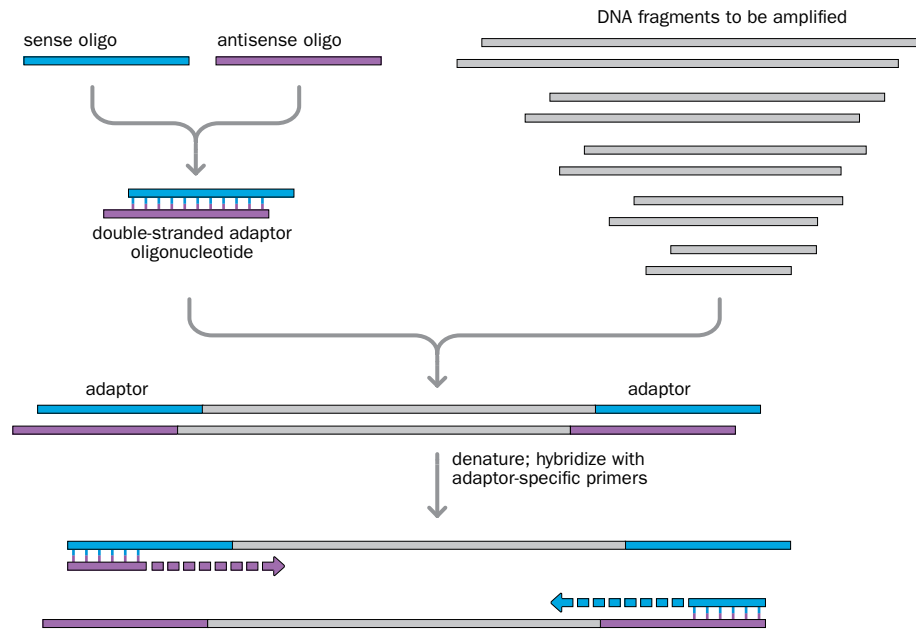 DNA fragments to be amplified
sense oligo
antisense oligo
double-stranded adaptor
oligonucleotide
adaptor
adaptor
denature; hybridize with
adaptor-specific primers